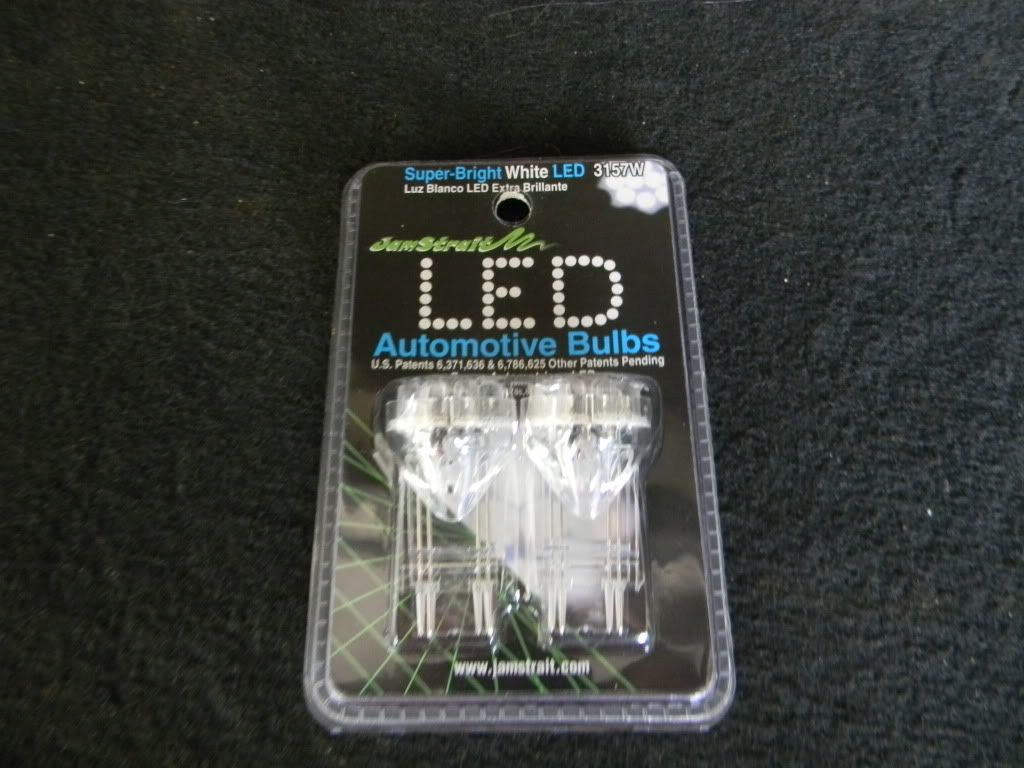 Super-Bright White LED 3157W
Luz Blanco LED Extra Brillante
JamStrait
LED
Automotive Bulbs
U.S. Patents 6,371,636 & 6,786,625 Other Patents Pending
LED
www.jamstrait.com